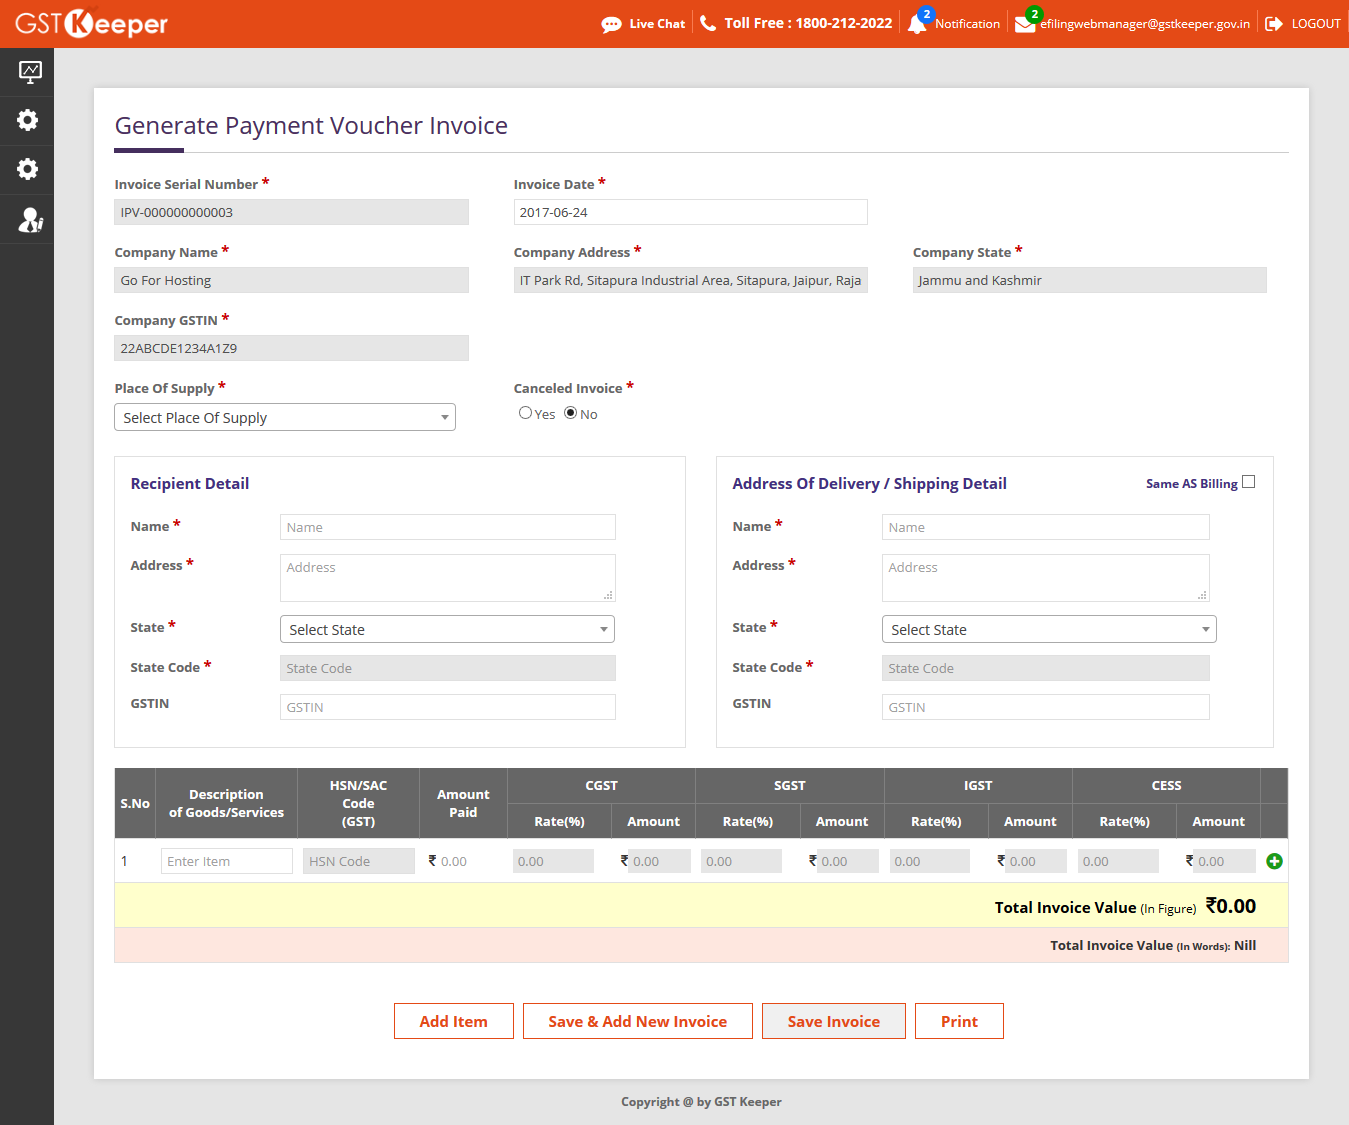 GST Keeper
Live Chat
Toll Free : 1800-212-2022
2
Notification
2
efilingwebmanager@gstkeeper.gov.in
LOGOUT
Generate Payment Voucher Invoice
Invoice Serial Number *
Invoice Date *
IPV-000000000003
2017-06-24
Company Name *
Company Address *
Company State *
Go For Hosting
IT Park Rd, Sitapura Industrial Area, Sitapura, Jaipur, Raja
Jammu and Kashmir
Company GSTIN *
22ABCDE1234A1Z9
Place Of Supply *
Canceled Invoice *
Select Place Of Supply
Yes No
Recipient Detail
Name *
Name
Address *
Address
State *
Select State
State Code *
State Code
GSTIN
GSTIN
Address Of Delivery / Shipping Detail
Same AS Billing
Name *
Name
Address *
Address
State *
Select State
State Code *
State Code
GSTIN
GSTIN
S.No
Description
of Goods/Services
HSN/SAC
Code
(GST)
Amount
Paid
CGST
SGST
IGST
CESS
Rate(%) Amount Rate(%) Amount Rate(%) Amount Rate(%) Amount
1 Enter Item HSN Code ₹ 0.00 0.00 ₹ 0.00 0.00 ₹ 0.00 0.00 ₹ 0.00 0.00 ₹ 0.00
Total Invoice Value (In Figure) ₹0.00
Total Invoice Value (In Words): Nill
Add Item
Save & Add New Invoice
Save Invoice
Print
Copyright @ by GST Keeper